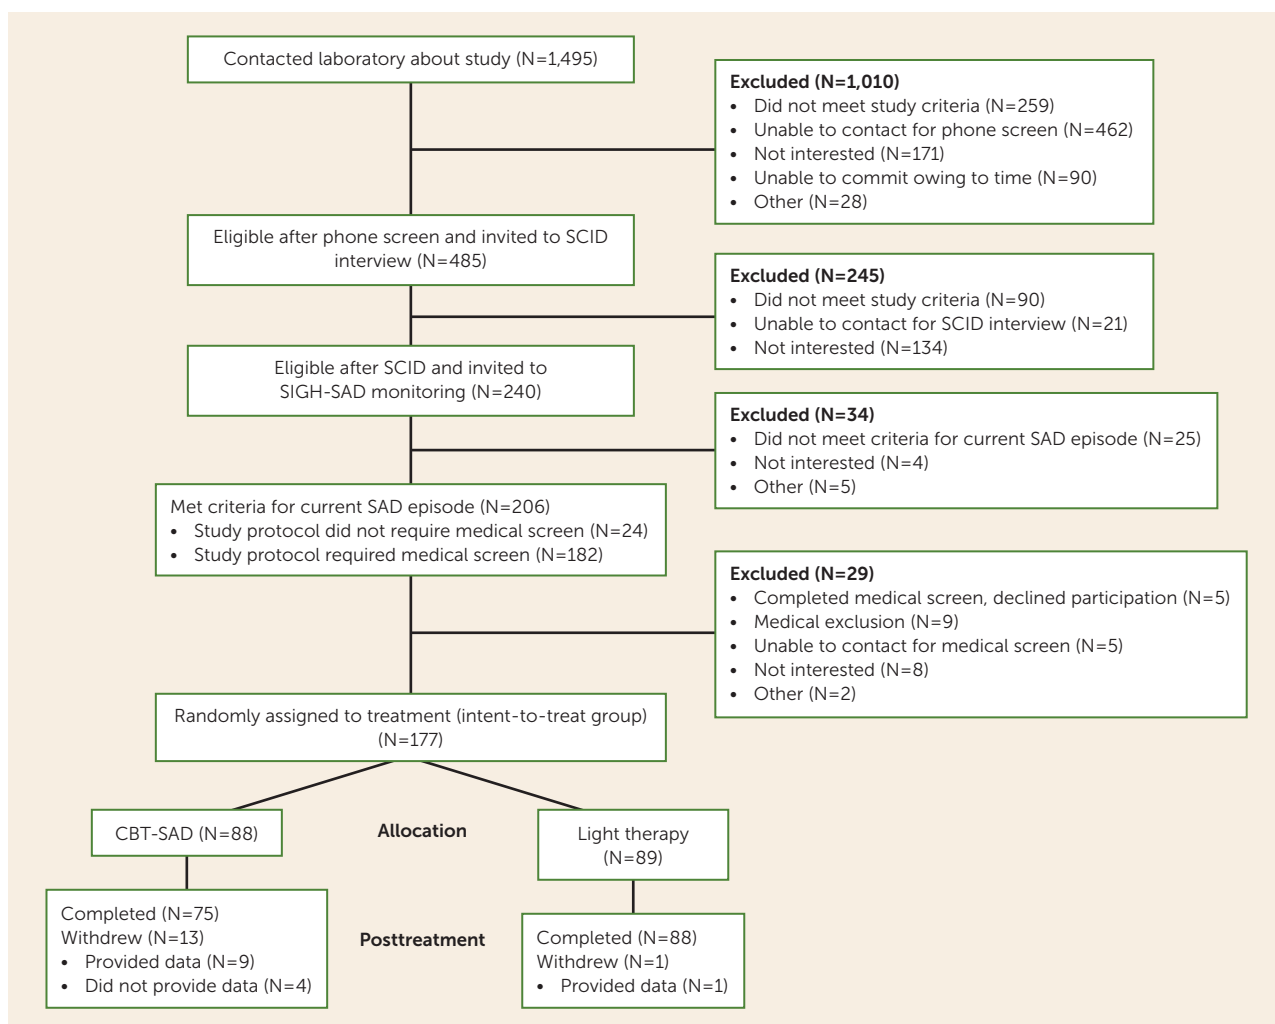 Contacted laboratory about study (N=1,495)
Excluded (N=1,010)
• Did not meet study criteria (N=259)
• Unable to contact for phone screen (N=462)
• Not interested (N=171)
• Unable to commit owing to time (N=90)
• Other (N=28)
Eligible after phone screen and invited to SCID
interview (N=485)
Excluded (N=245)
• Did not meet study criteria (N=90)
• Unable to contact for SCID interview (N=21)
• Not interested (N=134)
Eligible after SCID and invited to
SIGH-SAD monitoring (N=240)
Excluded (N=34)
• Did not meet criteria for current SAD episode (N=25)
• Not interested (N=4)
• Other (N=5)
Met criteria for current SAD episode (N=206)
• Study protocol did not require medical screen (N=24)
• Study protocol required medical screen (N=182)
Excluded (N=29)
• Completed medical screen, declined participation (N=5)
• Medical exclusion (N=9)
• Unable to contact for medical screen (N=5)
• Not interested (N=8)
• Other (N=2)
Randomly assigned to treatment (intent-to-treat group)
(N=177)
CBT-SAD (N=88)
Allocation
Light therapy
(N=89)
Completed (N=75)
Withdrew (N=13)
• Provided data (N=9)
• Did not provide data (N=4)
Posttreatment
Completed (N=88)
Withdrew (N=1)
• Provided data (N=1)